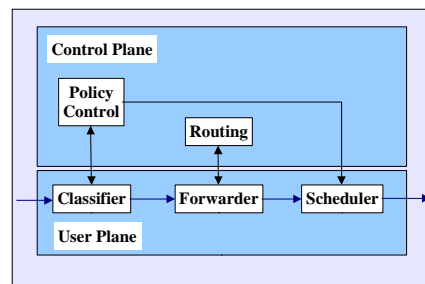 Control Plane
Policy
Control
Routing
Classifier
Forwarder
Scheduler
User Plane